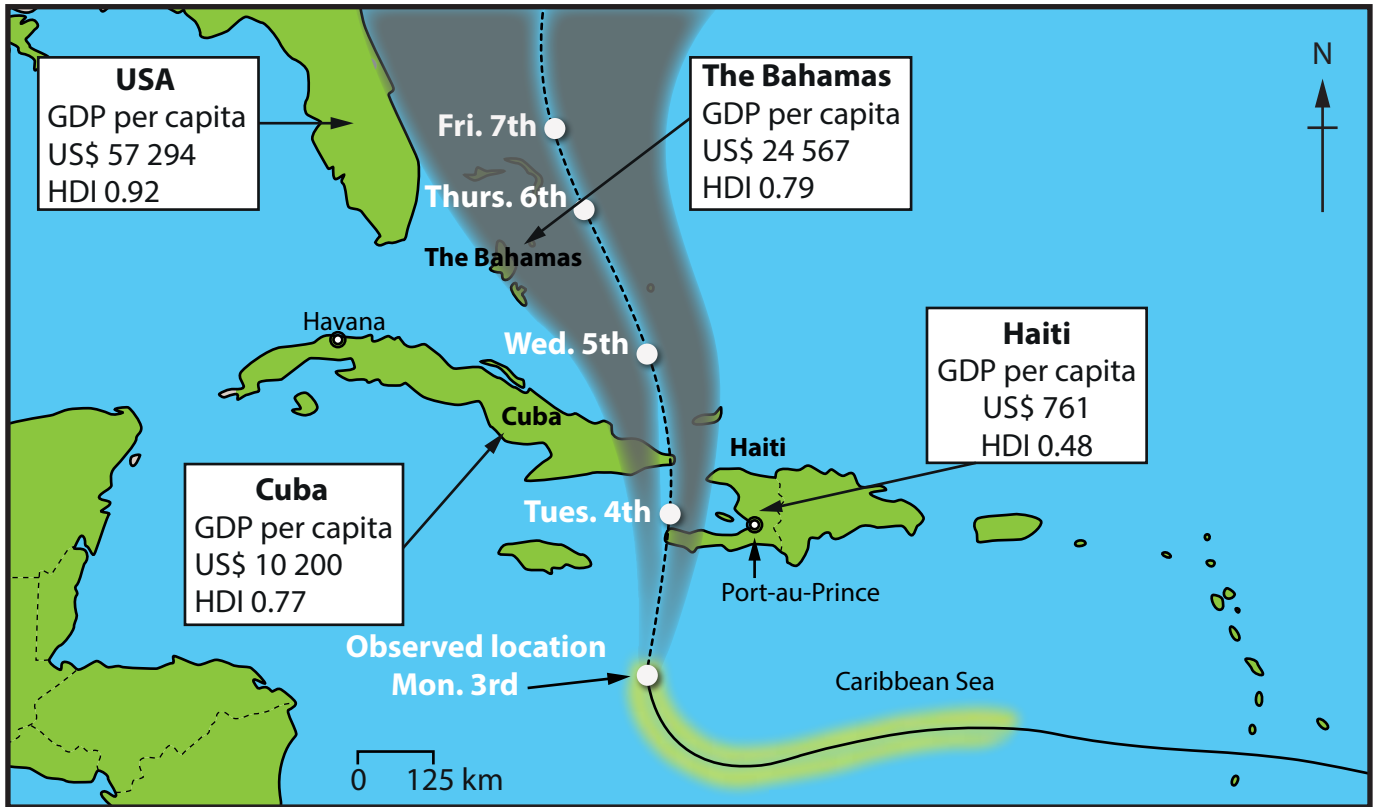 USA
GDP per capita
US$ 57 294
HDI 0.92
The Bahamas
GDP per capita
US$ 24 567
HDI 0.79
N
Fri. 7th
Thurs. 6th
The Bahamas
Havana
Wed. 5th
Haiti
GDP per capita
US$ 761
HDI 0.48
Cuba
Haiti
Cuba
GDP per capita
US$ 10 200
HDI 0.77
Tues. 4th
Port-au-Prince
Observed location
Mon. 3rd
Caribbean Sea
0 125 km